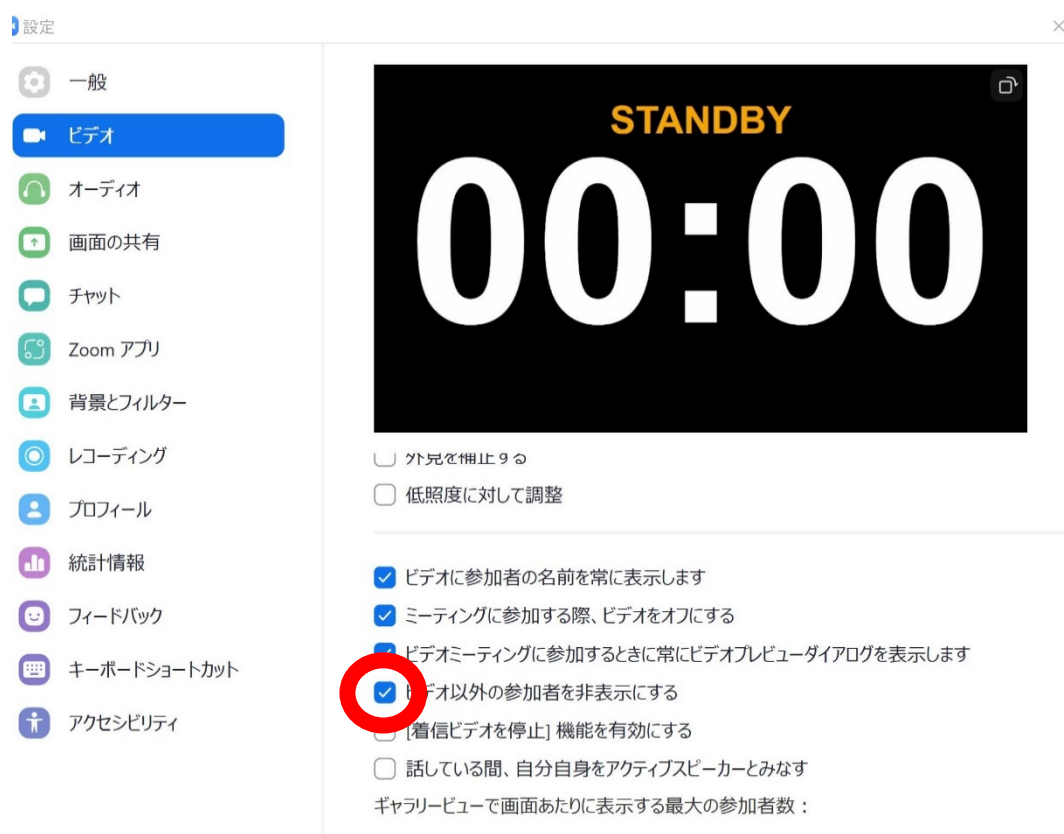 設定
一般
ビデオ
オーディオ
画面の共有
チャット
Zoom アプリ
背景とフィルター
レコーディング
プロフィール
統計情報
フィードバック
キーボードショートカット
アクセシビリティ
STANDBY
00:00
外見を補正する
低照度に対して調整
ビデオに参加者の名前を常に表示します
ミーティングに参加する際、ビデオをオフにする
ビデオミーティングに参加するときに常にビデオプレビューダイアログを表示します
ビデオ以外の参加者を非表示にする
[着信ビデオを停止] 機能を有効にする
話している間、自分自身をアクティブスピーカーとみなす
ギャラリービューで画面あたりに表示する最大の参加者数：